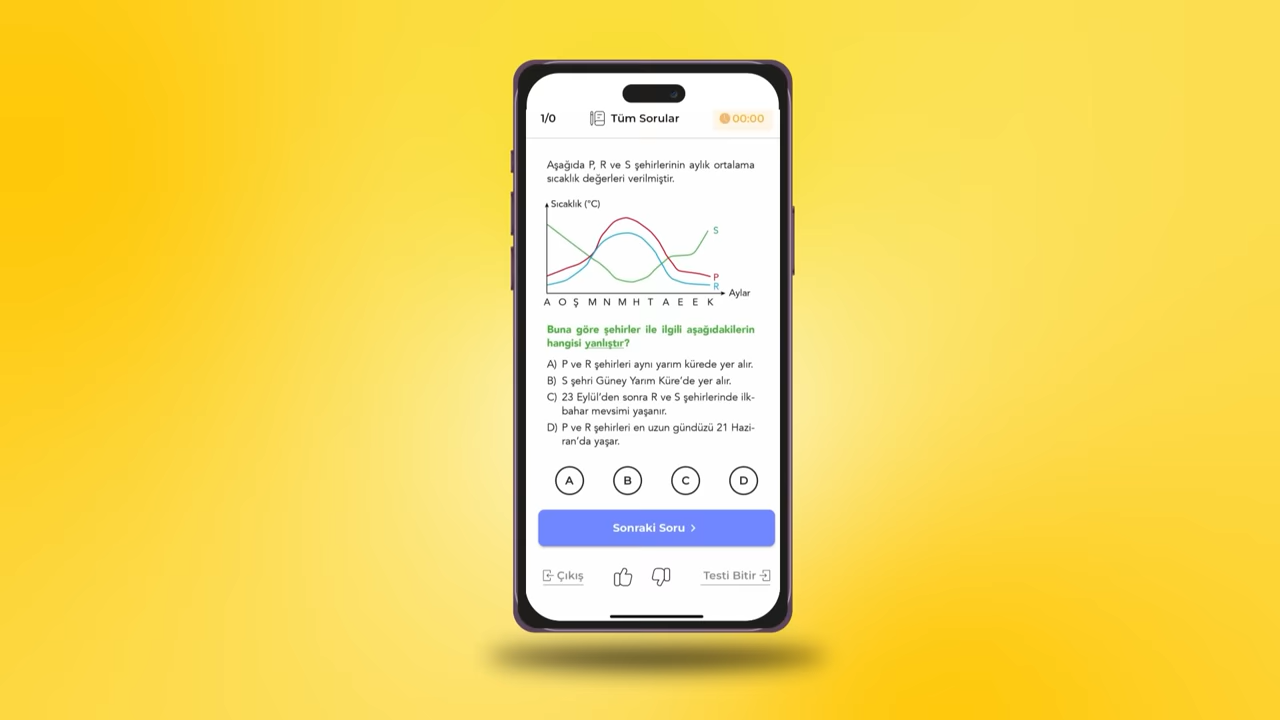 1/0 Tüm Sorular 00:00
Aşağıda P, R ve S şehirlerinin aylık ortalama
sıcaklık değerleri verilmiştir.
Sıcaklık (°C)
S
P
R
Aylar
A O Ş M N M H T A E E K
Buna göre şehirler ile ilgili aşağıdakilerin
hangisi yanlıştır?
A) P ve R şehirleri aynı yarım kürede yer alır.
B) S şehri Güney Yarım Küre’de yer alır.
C) 23 Eylül’den sonra R ve S şehirlerinde ilk-
bahar mevsimi yaşanır.
D) P ve R şehirleri en uzun gündüzü 21 Hazi-
ran’da yaşar.
A B C D
Sonraki Soru
Çıkış Testi Bitir